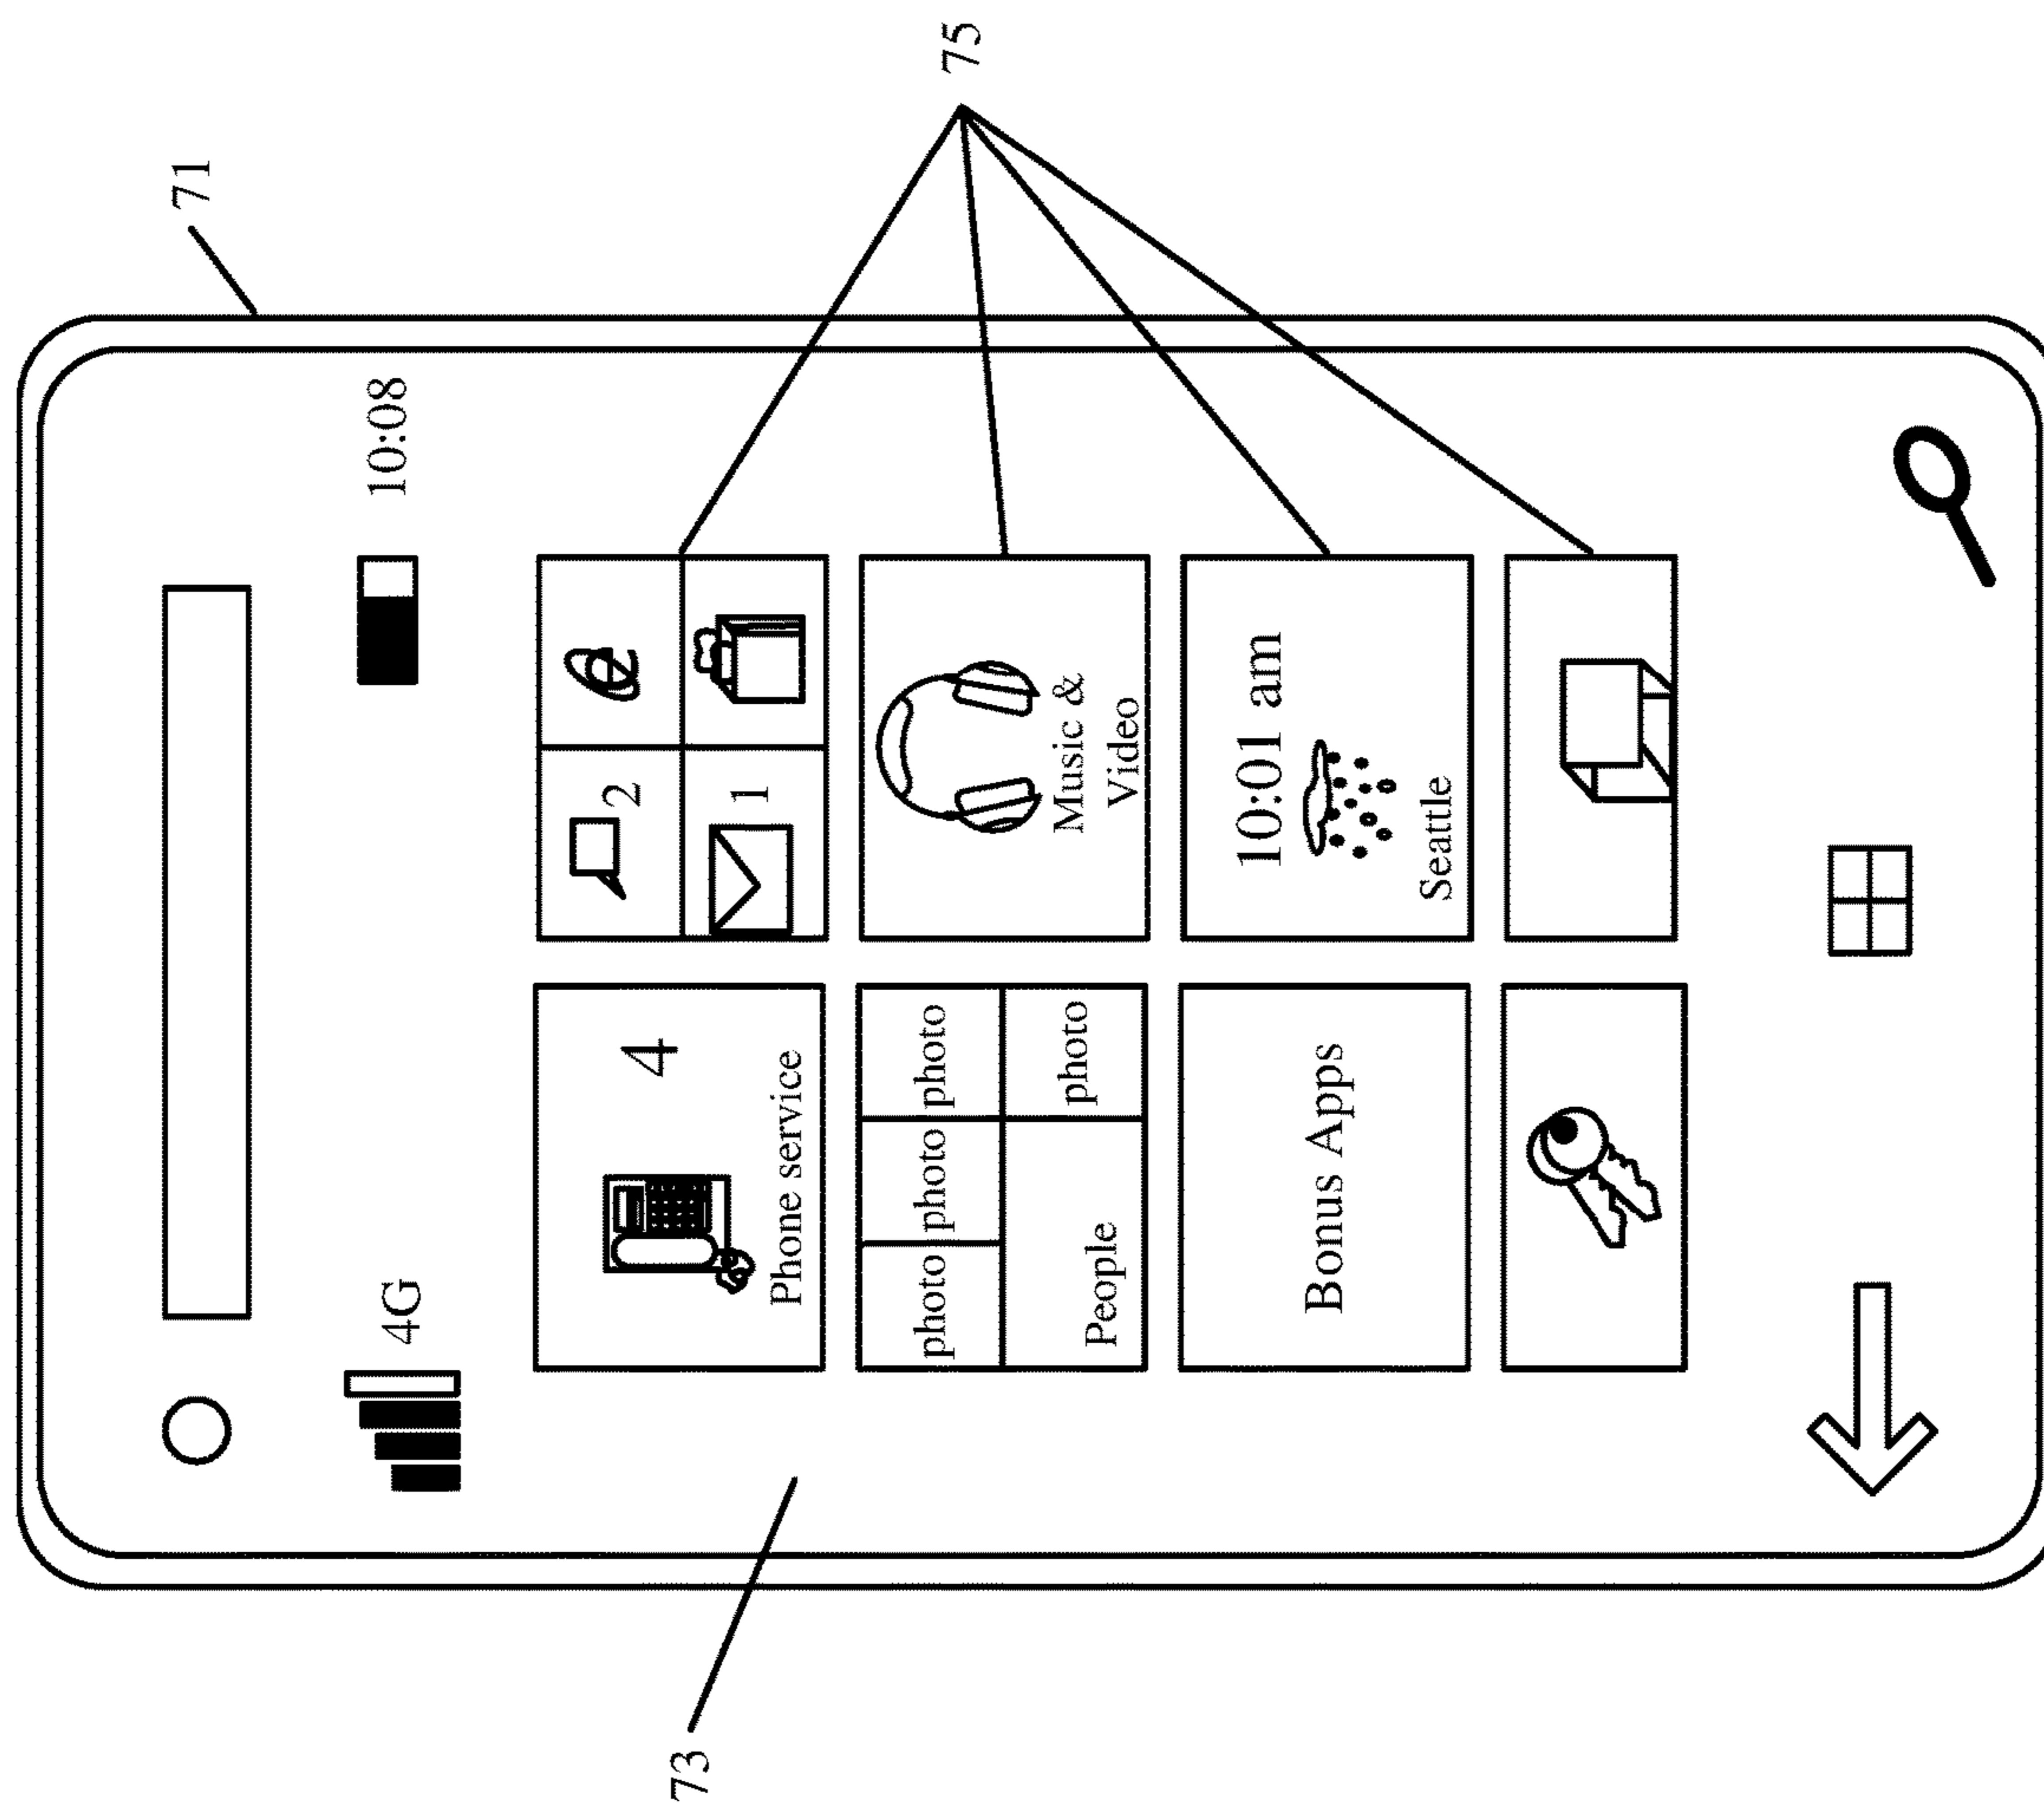 71
4G
10:08
4
Phone service
2
1
75
photo photo photo
People
photo
Music &
Video
73
Bonus Apps
10:01 am
Seattle